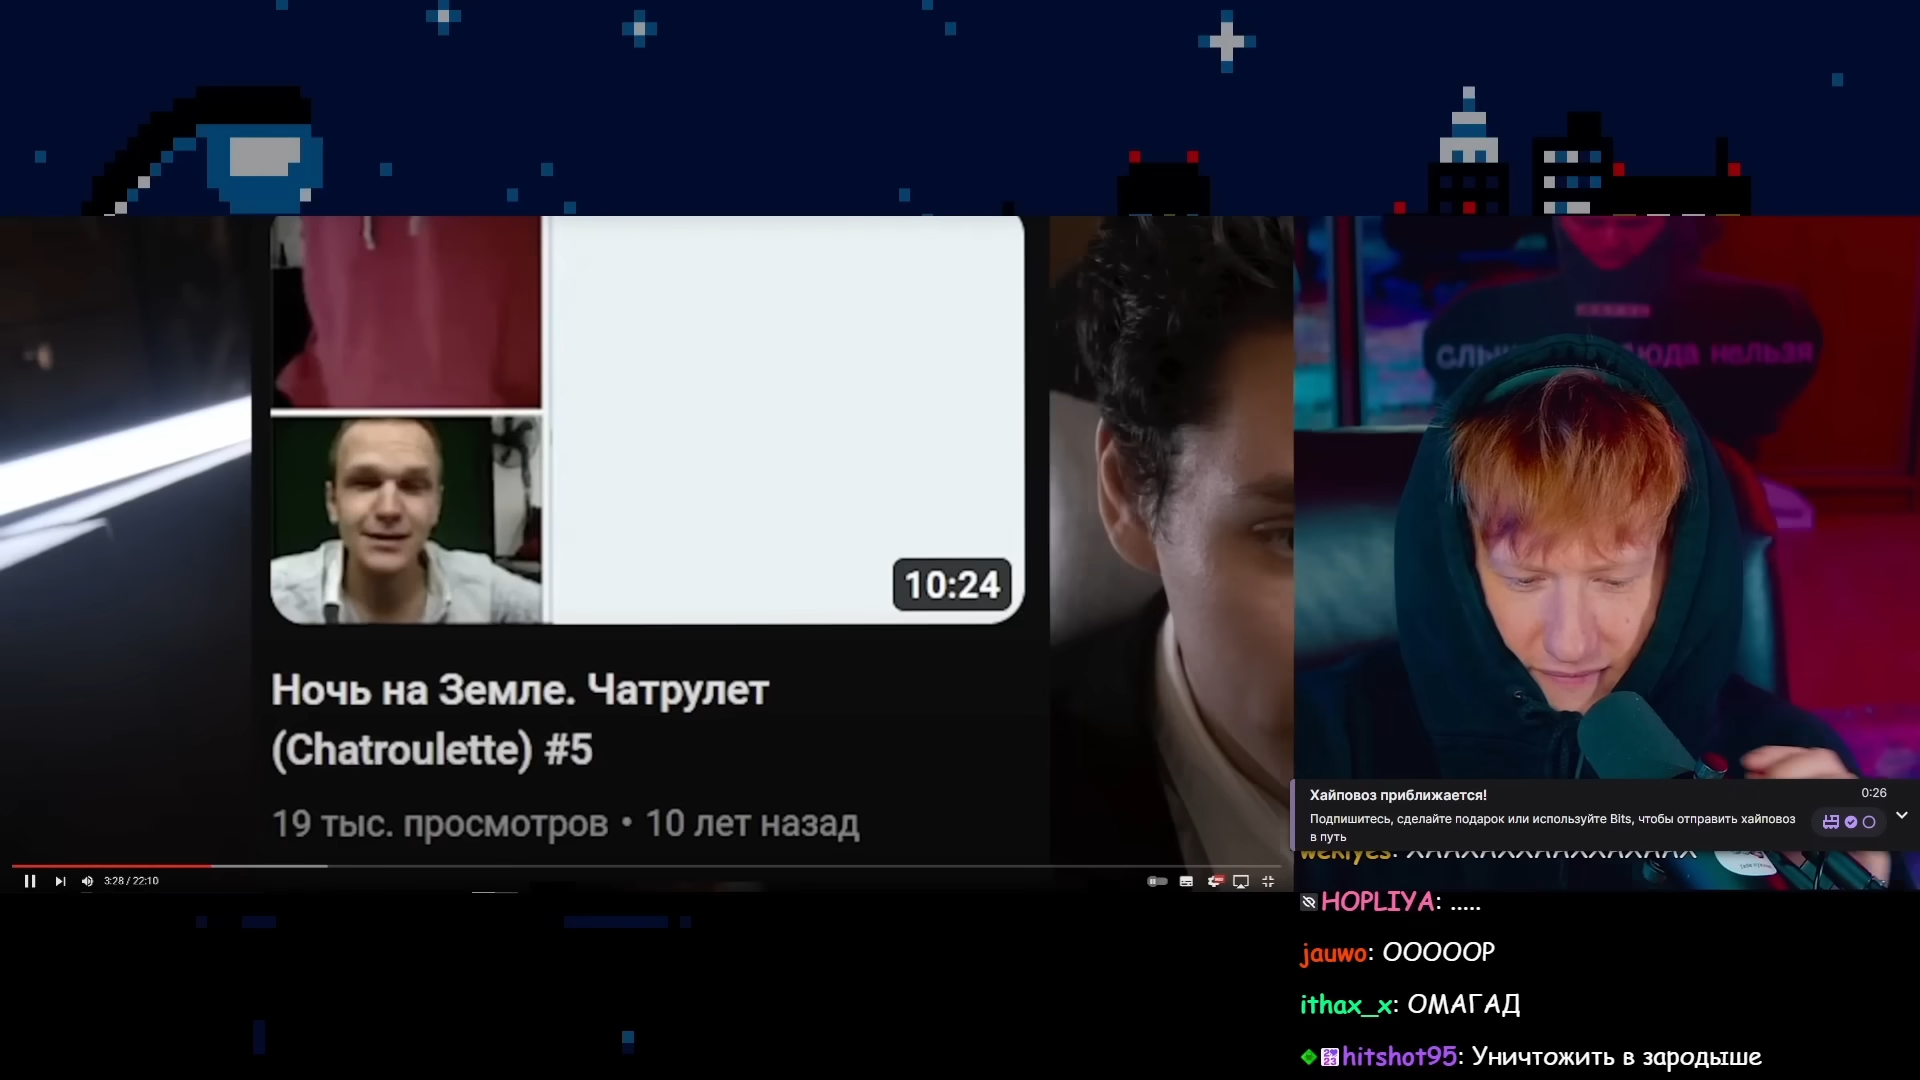 10:24
Ночь на Земле. Чатрулет
(Chatroulette) #5
19 тыс. просмотров • 10 лет назад
3:28 / 22:10
нельзя
Хайповоз приближается!
0:26
Подпишитесь, сделайте подарок или используйте Bits, чтобы отправить хайповоз
в путь
HOPLIYA: .....
jauwo: ОООООР
ithax_x: ОМАГАД
hitshot95: Уничтожить в зародыше